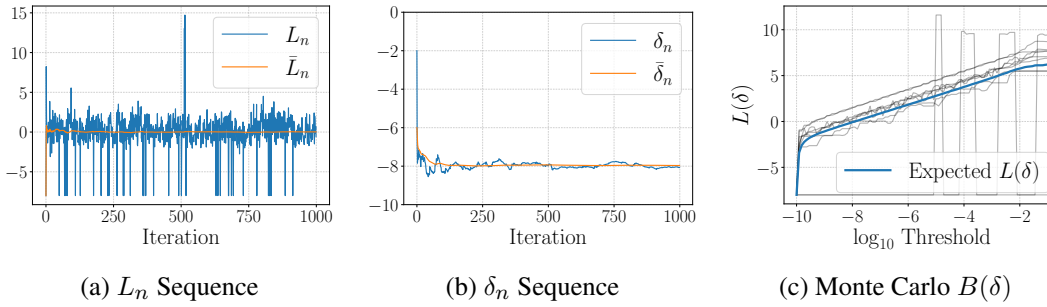 15
10
5
0
−5
L_n
L̄_n
0
250
500
750
1000
Iteration
(a) L_n Sequence
0
−2
−4
−6
−8
−10
δ_n
δ̄_n
0
250
500
750
1000
Iteration
(b) δ_n Sequence
L(δ)
10
5
0
−5
Expected L(δ)
−10
−8
−6
−4
−2
log₁₀ Threshold
(c) Monte Carlo B(δ)